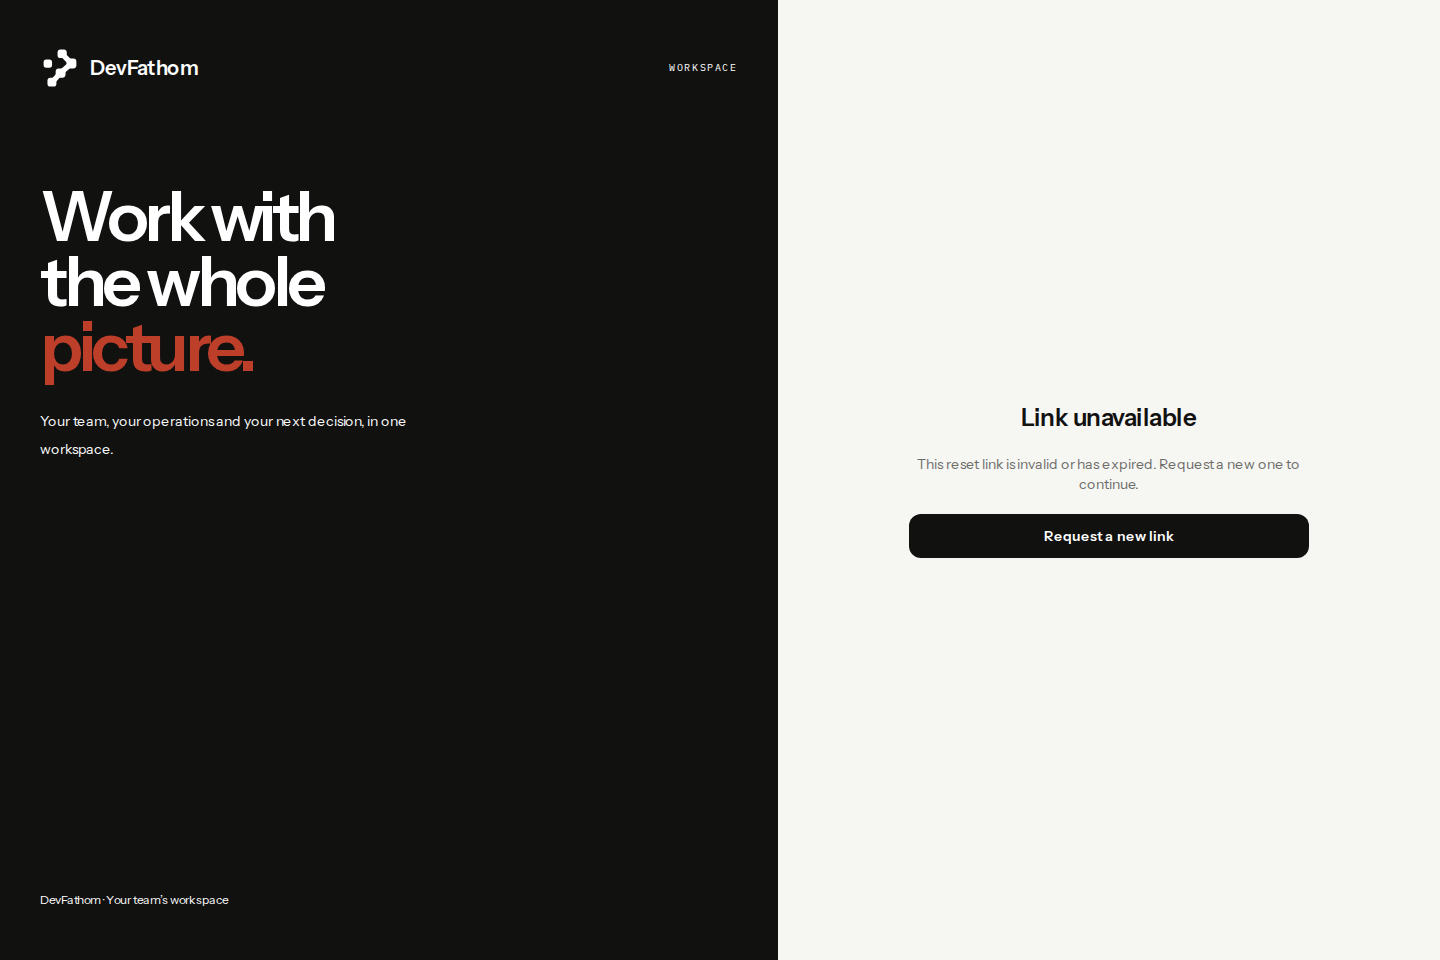 DevFathom
WORKSPACE
Work with
the whole
picture.
Your team, your operations and your next decision, in one
workspace.
DevFathom · Your team's workspace
Link unavailable
This reset link is invalid or has expired. Request a new one to
continue.
Request a new link